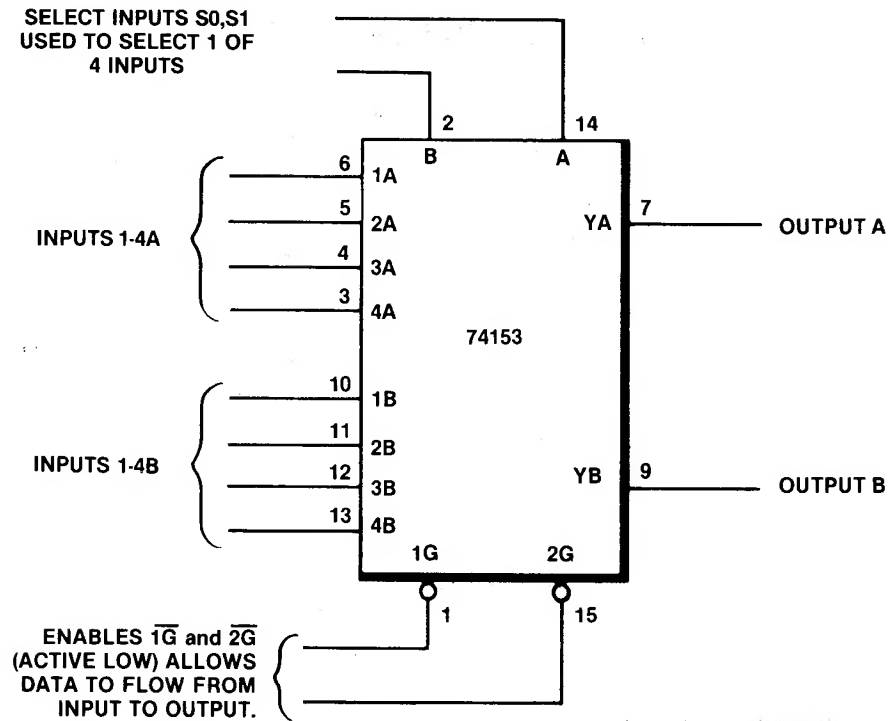 SELECT INPUTS S0,S1
USED TO SELECT 1 OF
4 INPUTS
2
14
B
A
6
1A
5
2A
4
3A
3
4A
INPUTS 1-4A
YA
7
OUTPUT A
74153
10
1B
11
2B
12
3B
13
4B
INPUTS 1-4B
YB
9
OUTPUT B
1G
2G
1
15
ENABLES 1G̅ and 2G̅
(ACTIVE LOW) ALLOWS
DATA TO FLOW FROM
INPUT TO OUTPUT.